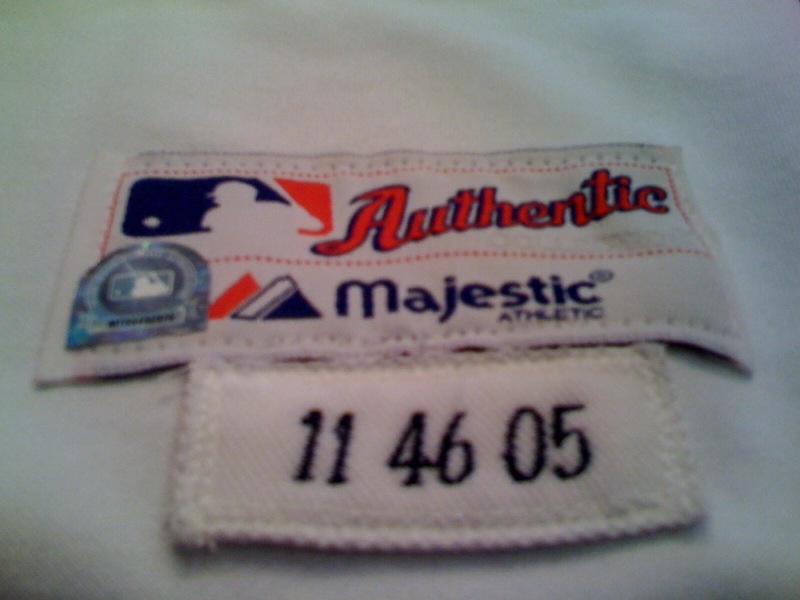 Authentic
Majestic®
ATHLETIC
11 46 05